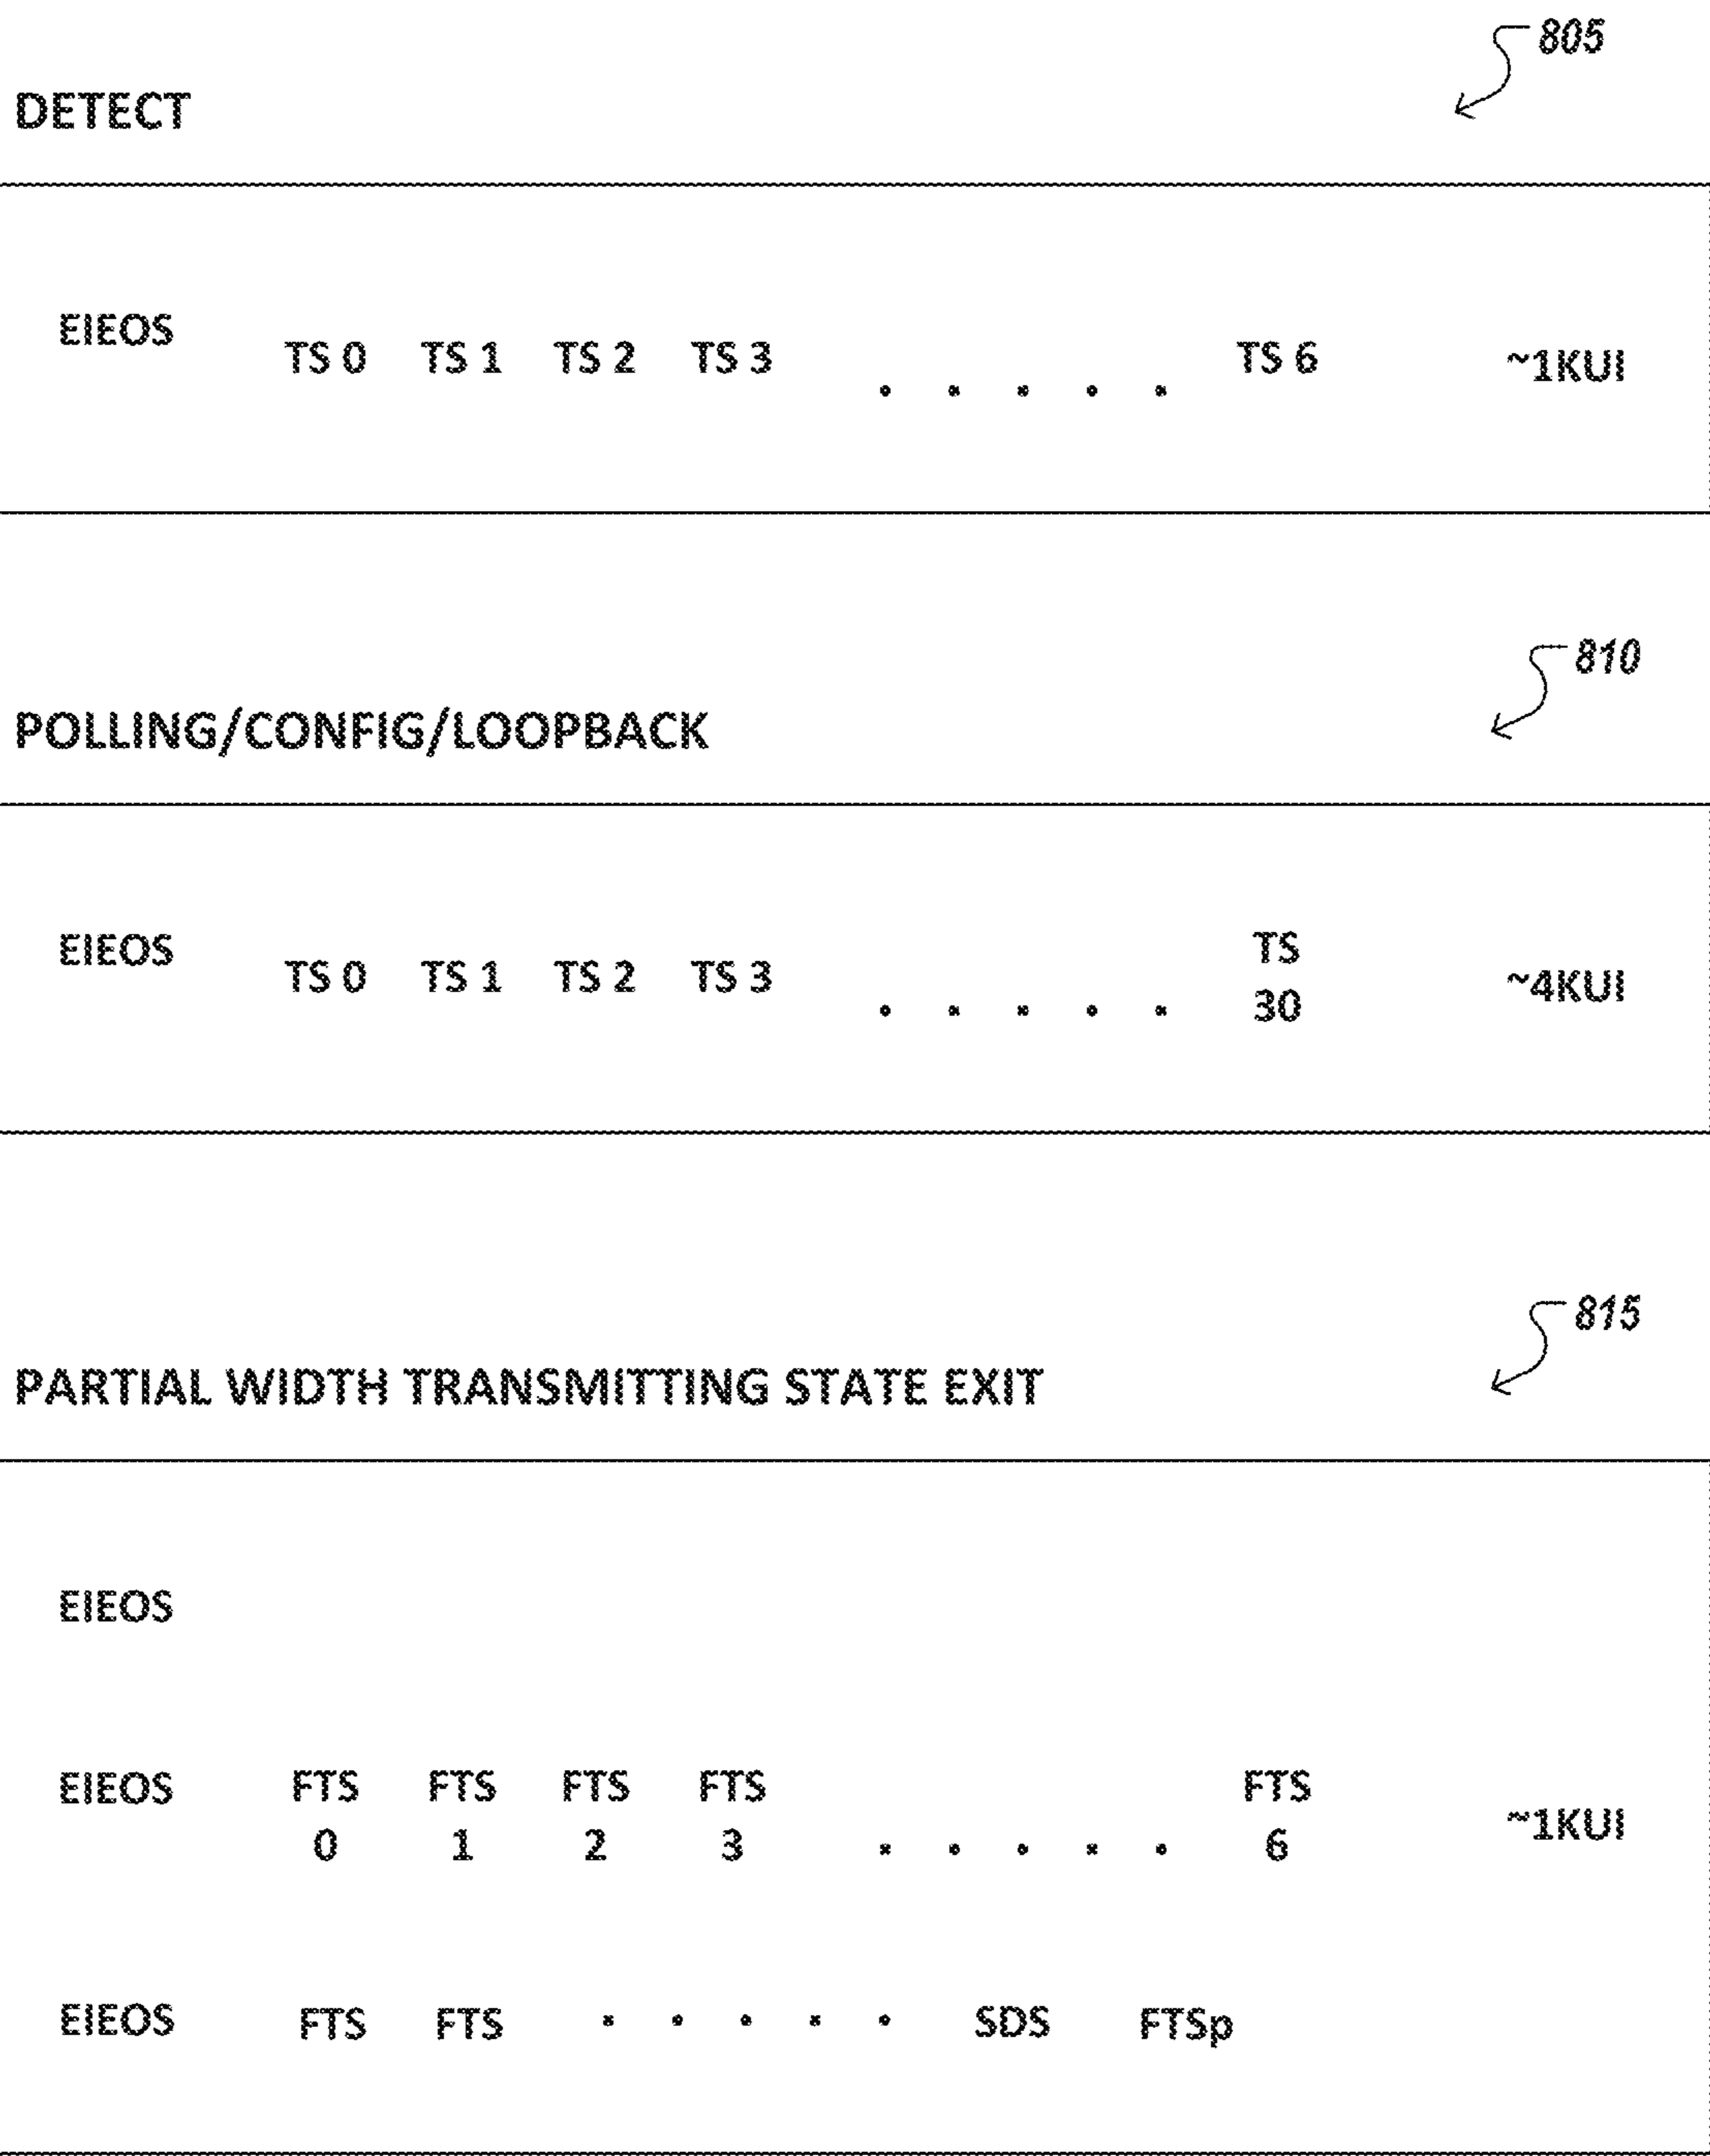 805
DETECT
EIEOS TS 0 TS 1 TS 2 TS 3 . . . . . TS 6 ~1KUI
810
POLLING/CONFIG/LOOPBACK
EIEOS TS 0 TS 1 TS 2 TS 3 . . . . . TS 30 ~4KUI
815
PARTIAL WIDTH TRANSMITTING STATE EXIT
EIEOS
EIEOS FTS 0 FTS 1 FTS 2 FTS 3 . . . . . FTS 6 ~1KUI
EIEOS FTS FTS . . . . . SDS FTSp